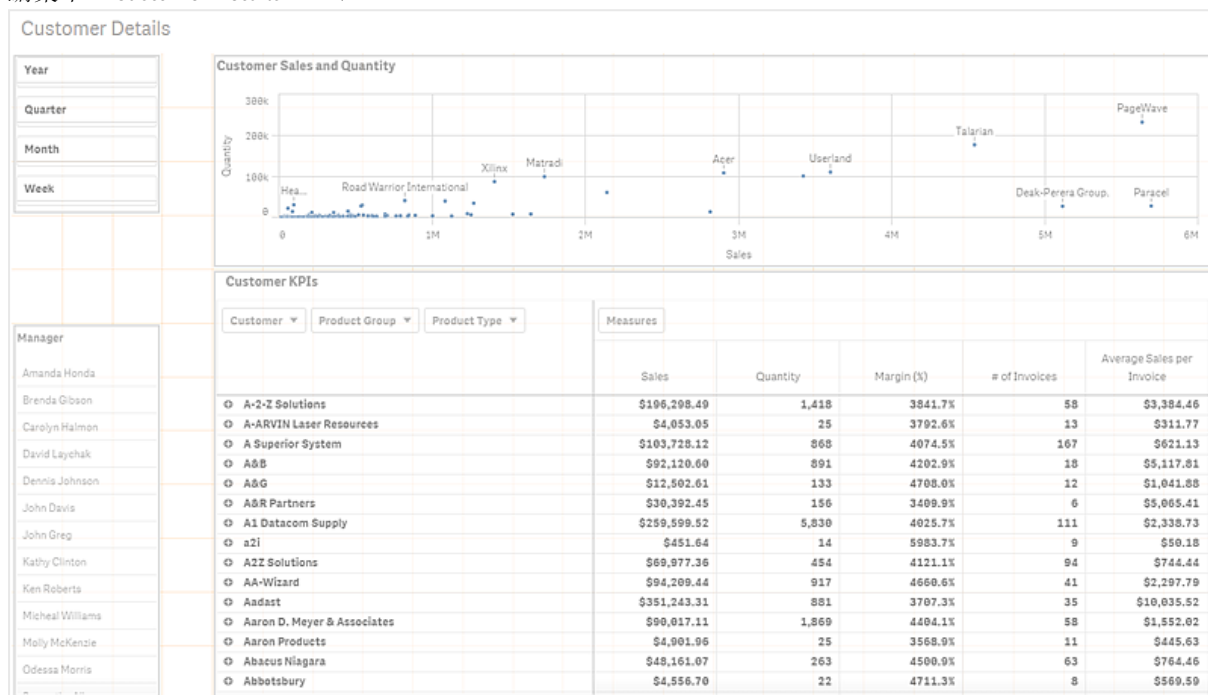 Customer Details
Year
Quarter
Month
Week
Customer Sales and Quantity
300k
200k
100k
0
Quantity
PageWave
Talarian
Acer
Userland
Xilinx
Matradi
Road Warrior International
Hea...
Deak-Perera Group.
Paracel
0 1M 2M 3M 4M 5M 6M
Sales
Manager
Amanda Honda
Brenda Gibson
Carolyn Halmon
David Laychak
Dennis Johnson
John Davis
John Greg
Kathy Clinton
Ken Roberts
Micheal Williams
Molly McKenzie
Odessa Morris
Customer KPIs
Customer Product Group Product Type Measures
Sales Quantity Margin (%) # of Invoices Average Sales per Invoice
A-2-Z Solutions $196,298.49 1,418 3841.7% 58 $3,384.46
A-ARVIN Laser Resources $4,053.05 25 3792.6% 13 $311.77
A Superior System $103,728.12 868 4074.5% 167 $621.13
A&B $92,120.60 891 4202.9% 18 $5,117.81
A&G $12,502.61 133 4708.0% 12 $1,041.88
A&R Partners $30,392.45 156 3409.9% 6 $5,065.41
A1 Datacom Supply $259,599.52 5,830 4025.7% 111 $2,338.73
a2i $451.64 14 5983.7% 9 $50.18
A2Z Solutions $69,977.36 454 4121.1% 94 $744.44
AA-Wizard $94,209.44 917 4660.6% 41 $2,297.79
Aadast $351,243.31 881 3707.3% 35 $10,035.52
Aaron D. Meyer & Associates $90,017.11 1,869 4404.1% 58 $1,552.02
Aaron Products $4,901.96 25 3568.9% 11 $445.63
Abacus Niagara $48,161.07 263 4500.9% 63 $764.46
Abbotsbury $4,556.70 22 4711.3% 8 $569.59